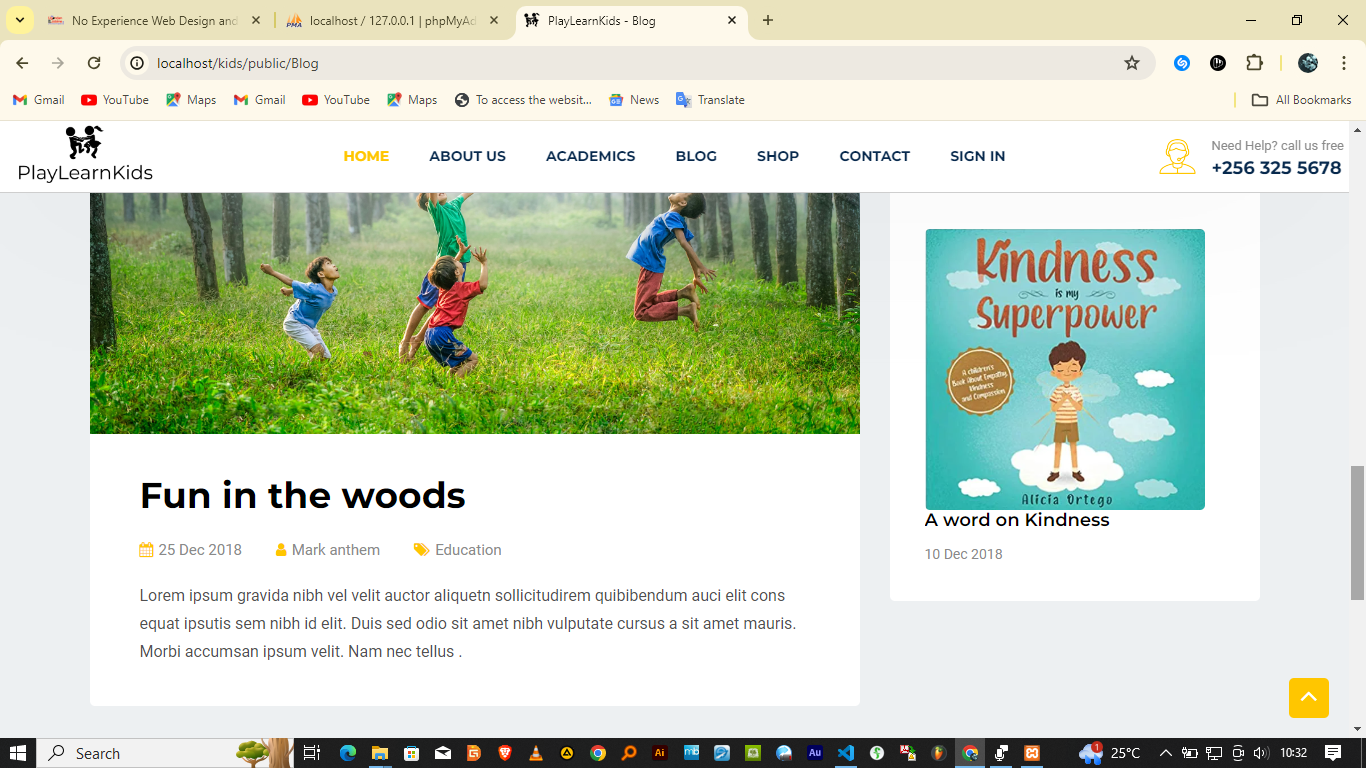 No Experience Web Design and
localhost / 127.0.0.1 | phpMyAd
PlayLearnKids - Blog
localhost/kids/public/Blog
Gmail
YouTube
Maps
Gmail
YouTube
Maps
To access the websit...
News
Translate
All Bookmarks
PlayLearnKids
HOME
ABOUT US
ACADEMICS
BLOG
SHOP
CONTACT
SIGN IN
Need Help? call us free
+256 325 5678
Fun in the woods
25 Dec 2018
Mark anthem
Education
Lorem ipsum gravida nibh vel velit auctor aliquetn sollicitudirem quibibendum auci elit cons
equat ipsutis sem nibh id elit. Duis sed odio sit amet nibh vulputate cursus a sit amet mauris.
Morbi accumsan ipsum velit. Nam nec tellus .
Kindness
is my
Superpower
A children's
Book About Empathy,
Kindness
and Compassion
Alicia Ortego
A word on Kindness
10 Dec 2018
Search
25°C
10:32